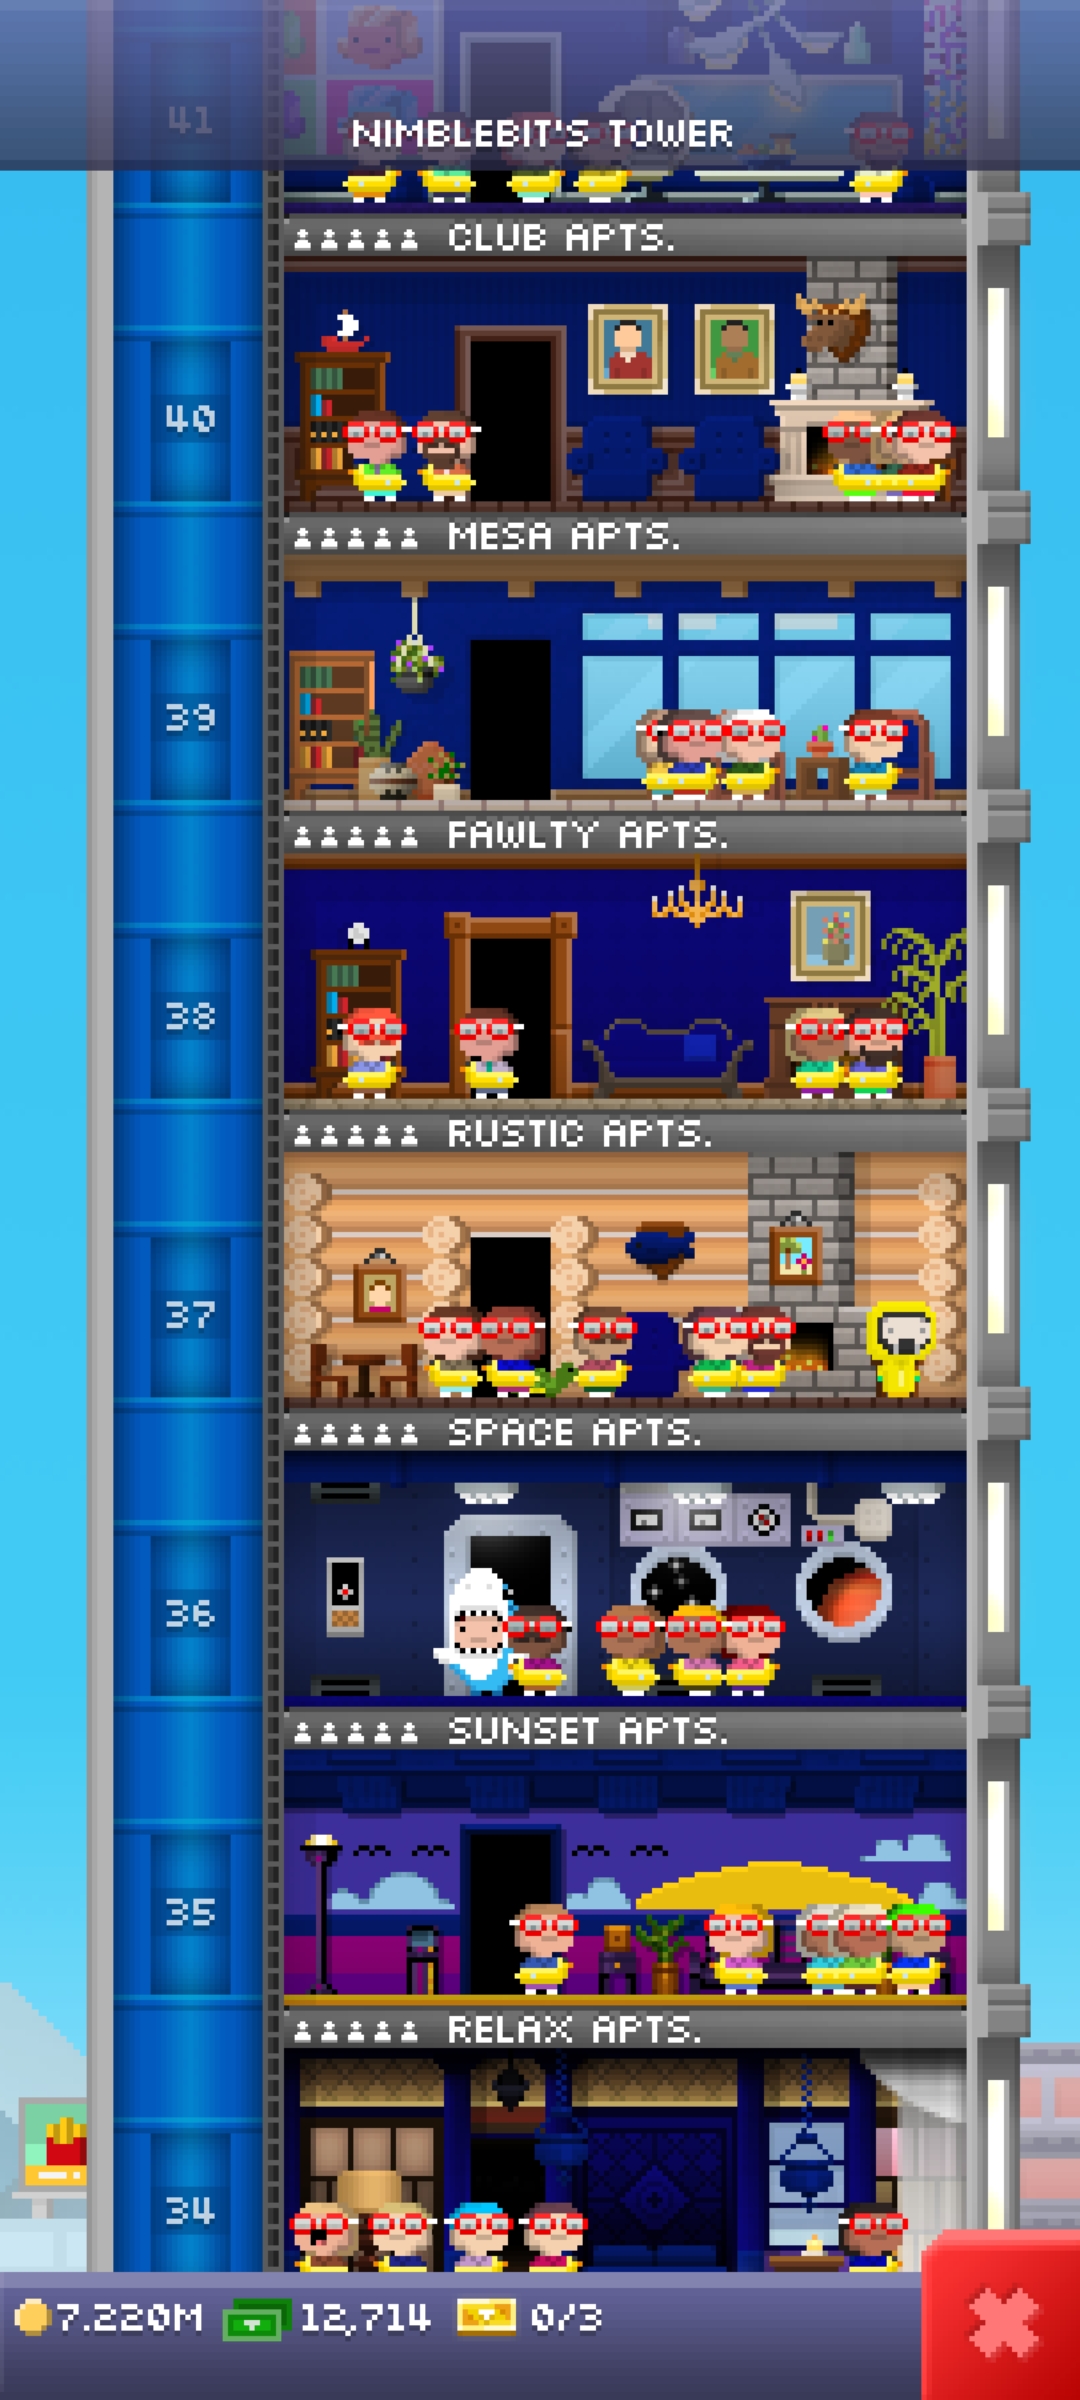 41
NIMBLEBIT'S TOWER
CLUB APTS.
40
MESA APTS.
39
FAWLTY APTS.
38
RUSTIC APTS.
37
SPACE APTS.
36
SUNSET APTS.
35
RELAX APTS.
34
7.220M 12,714 0/3